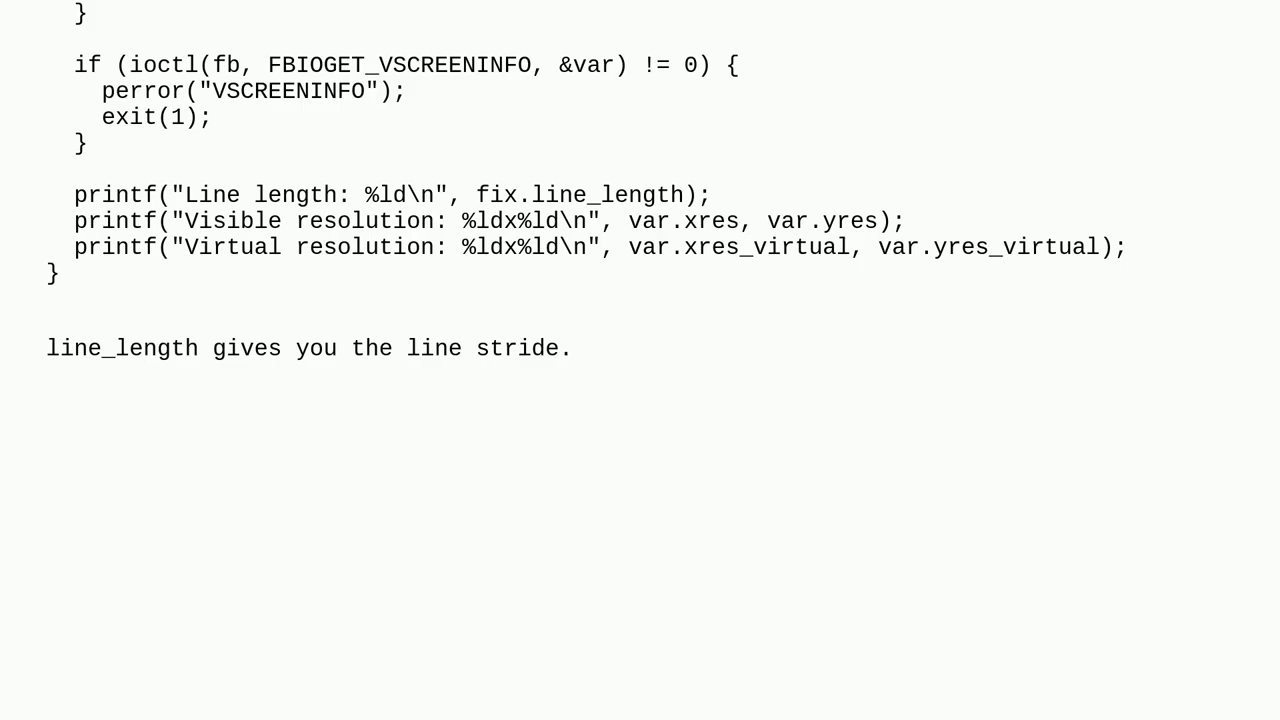 }
if (ioctl(fb, FBIOGET_VSCREENINFO, &var) != 0) {
perror("VSCREENINFO");
exit(1);
}
printf("Line length: %ld\n", fix.line_length);
printf("Visible resolution: %ldx%ld\n", var.xres, var.yres);
printf("Virtual resolution: %ldx%ld\n", var.xres_virtual, var.yres_virtual);
}
line_length gives you the line stride.